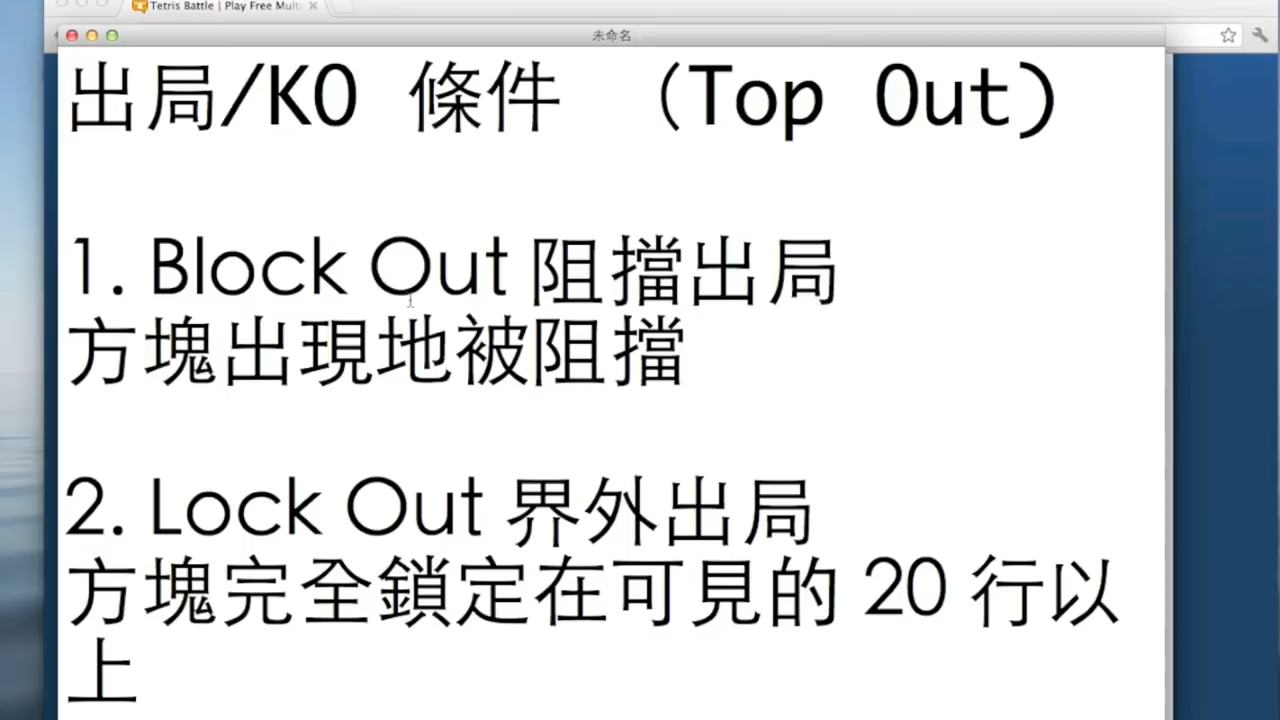 Tetris Battle | Play Free Mult
未命名
出局/KO 條件 （Top Out)
1. Block Out 阻擋出局
方塊出現地被阻擋
2. Lock Out 界外出局
方塊完全鎖定在可見的 20 行以
上